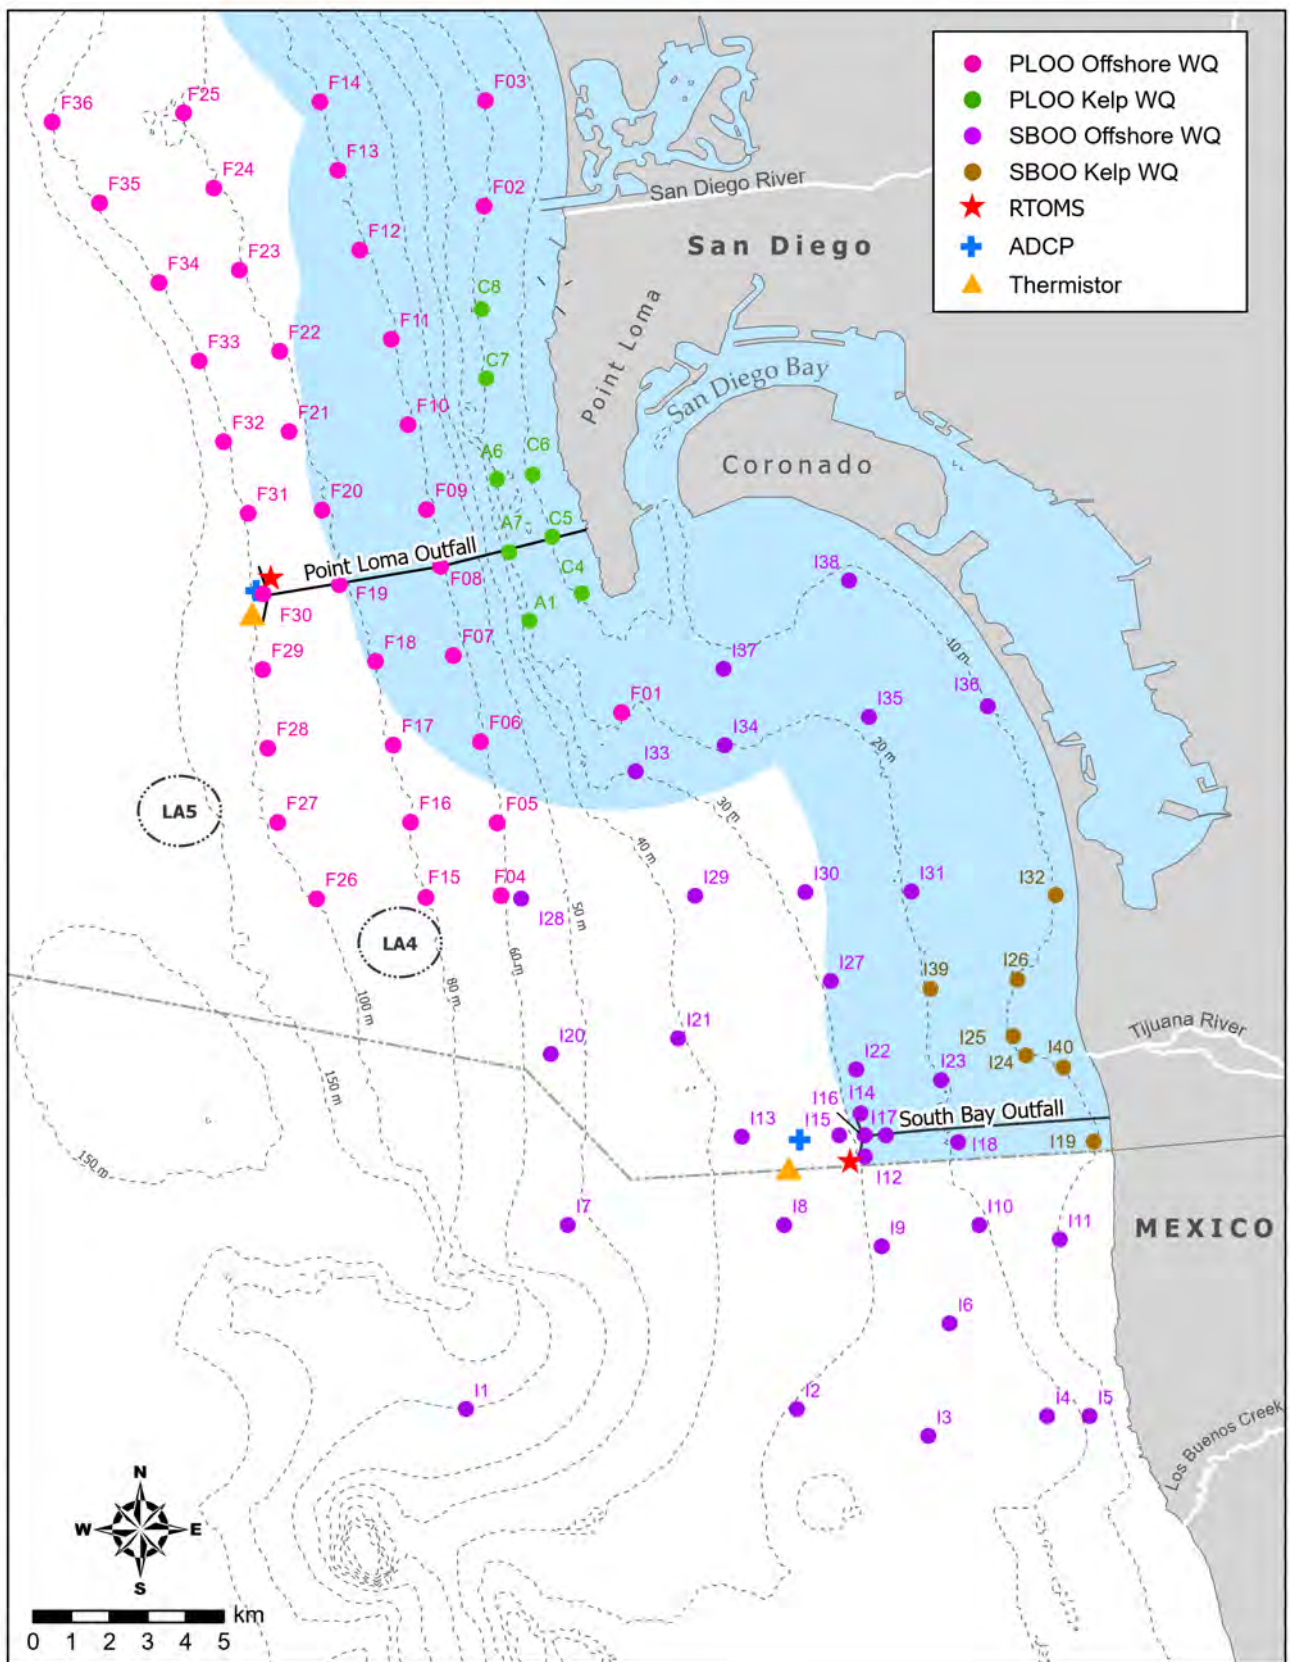 PLOO Offshore WQ
PLOO Kelp WQ
SBOO Offshore WQ
SBOO Kelp WQ
RTOMS
ADCP
Thermistor
F36
F25
F14
F03
F13
F24
F35
F02
San Diego River
F12
San Diego
F34
F23
C8
Point Loma
F11
F22
F33
C7
San Diego Bay
F10
F21
F32
A6
C6
Coronado
F31
F20
F09
A7
C5
Point Loma Outfall
F08
F19
C4
I38
F30
A1
F29
F18
F07
I37
10 m
F01
I36
I35
F28
F17
F06
I34
20 m
I33
LA5
F27
F16
F05
30 m
40 m
F26
F15
F04
I28
I29
I30
I31
I32
50 m
LA4
60 m
80 m
100 m
I27
I39
I26
I20
I21
I25
I24
I40
Tijuana River
I22
I23
150 m
I16
I14
South Bay Outfall
I13
I15
I17
I18
I19
150 m
I12
I7
I8
I9
I10
I11
MEXICO
I6
I1
I2
I3
I4
I5
Los Buenos Creek
N
W
E
S
km
0 1 2 3 4 5